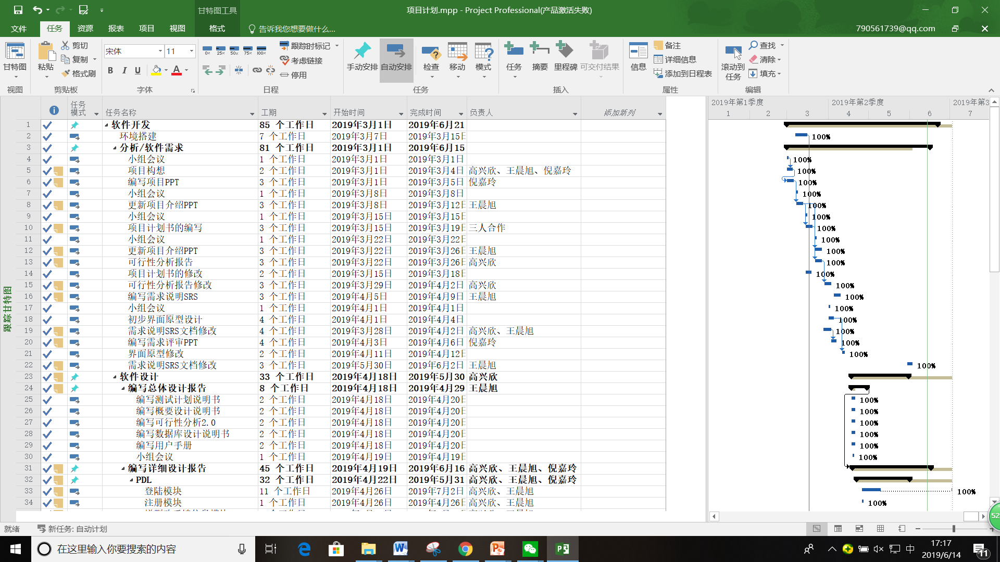 甘特图工具
项目计划.mpp - Project Professional(产品激活失败)
文件 任务 资源 报表 项目 视图 格式 告诉我您想要做什么... 790561739@qq.com
甘特图 粘贴 剪切 复制 格式刷
宋体 11
B I U A
0% 25% 50% 75% 100%
跟踪时标记 考虑链接 停用
手动安排 自动安排 检查 移动 模式
任务 摘要 里程碑 可交付结果
信息 备注 详细信息 添加到日程表
滚动到任务 查找 清除 填充
视图 剪贴板 字体 日程 任务 插入 属性 编辑
任务模式 任务名称 工期 开始时间 完成时间 负责人 添加新列
2019年第1季度 2019年第2季度 2019年第3
1 2 3 4 5 6 7
跟踪甘特图
1 软件开发 85 个工作日 2019年3月1日 2019年6月21
2 环境搭建 7 个工作日 2019年3月7日 2019年3月15日 100%
3 分析/软件需求 81 个工作日 2019年3月1日 2019年6月15
4 小组会议 1 个工作日 2019年3月1日 2019年3月1日 100%
5 项目构想 2 个工作日 2019年3月1日 2019年3月4日 高兴欣、王晨旭、倪嘉玲 100%
6 编写项目PPT 3 个工作日 2019年3月1日 2019年3月5日 倪嘉玲 100%
7 小组会议 1 个工作日 2019年3月8日 2019年3月8日 100%
8 更新项目介绍PPT 3 个工作日 2019年3月8日 2019年3月12日 王晨旭 100%
9 小组会议 1 个工作日 2019年3月15日 2019年3月15日 100%
10 项目计划书的编写 3 个工作日 2019年3月15日 2019年3月19日 三人合作 100%
11 小组会议 1 个工作日 2019年3月22日 2019年3月22日 100%
12 更新项目介绍PPT 3 个工作日 2019年3月22日 2019年3月26日 王晨旭 100%
13 可行性分析报告 3 个工作日 2019年3月22日 2019年3月26日 高兴欣 100%
14 项目计划书的修改 2 个工作日 2019年3月15日 2019年3月18日 100%
15 可行性分析报告修改 3 个工作日 2019年3月29日 2019年4月2日 高兴欣 100%
16 编写需求说明SRS 3 个工作日 2019年4月5日 2019年4月9日 王晨旭 100%
17 小组会议 1 个工作日 2019年4月1日 2019年4月1日 100%
18 初步界面原型设计 4 个工作日 2019年4月1日 2019年4月4日 100%
19 需求说明SRS文档修改 4 个工作日 2019年3月28日 2019年4月2日 高兴欣、王晨旭 100%
20 编写需求评审PPT 4 个工作日 2019年4月3日 2019年4月6日 倪嘉玲 100%
21 界面原型修改 2 个工作日 2019年4月11日 2019年4月12日 100%
22 需求说明SRS文档修改 3 个工作日 2019年5月30日 2019年6月2日 王晨旭 100%
23 软件设计 33 个工作日 2019年4月18日 2019年5月30 高兴欣
24 编写总体设计报告 8 个工作日 2019年4月18日 2019年4月29 王晨旭
25 编写测试计划说明书 2 个工作日 2019年4月18日 2019年4月20日 100%
26 编写概要设计说明书 2 个工作日 2019年4月18日 2019年4月20日 100%
27 编写可行性分析2.0 2 个工作日 2019年4月18日 2019年4月20日 100%
28 编写数据库设计说明书 2 个工作日 2019年4月18日 2019年4月20日 100%
29 编写用户手册 2 个工作日 2019年4月18日 2019年4月20日 100%
30 小组会议 1 个工作日 2019年4月19日 2019年4月19日 100%
31 编写详细设计报告 45 个工作日 2019年4月19日 2019年6月16 高兴欣、王晨旭、倪嘉玲
32 PDL 32 个工作日 2019年4月22日 2019年5月31 高兴欣、王晨旭、倪嘉玲
33 登陆模块 11 个工作日 2019年4月26日 2019年7月2日 高兴欣、王晨旭 100%
34 注册模块 1 个工作日 2019年4月26日 2019年4月26日 高兴欣、王晨旭 100%
52
就绪 新任务: 自动计划
在这里输入你要搜索的内容
中 17:17
2019/6/14
11